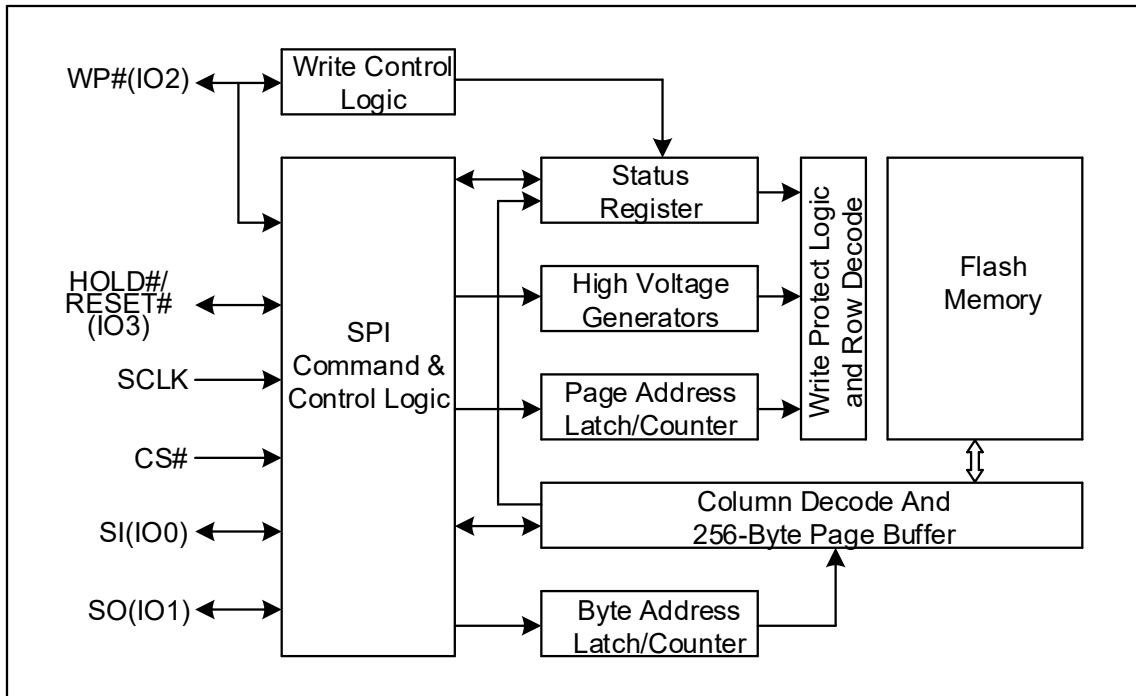 WP#(IO2)
Write Control
Logic
HOLD#/
RESET#
(IO3)
SCLK
CS#
SI(IO0)
SO(IO1)
SPI
Command &
Control Logic
Status
Register
High Voltage
Generators
Page Address
Latch/Counter
Write Protect Logic
and Row Decode
Flash
Memory
Column Decode And
256-Byte Page Buffer
Byte Address
Latch/Counter